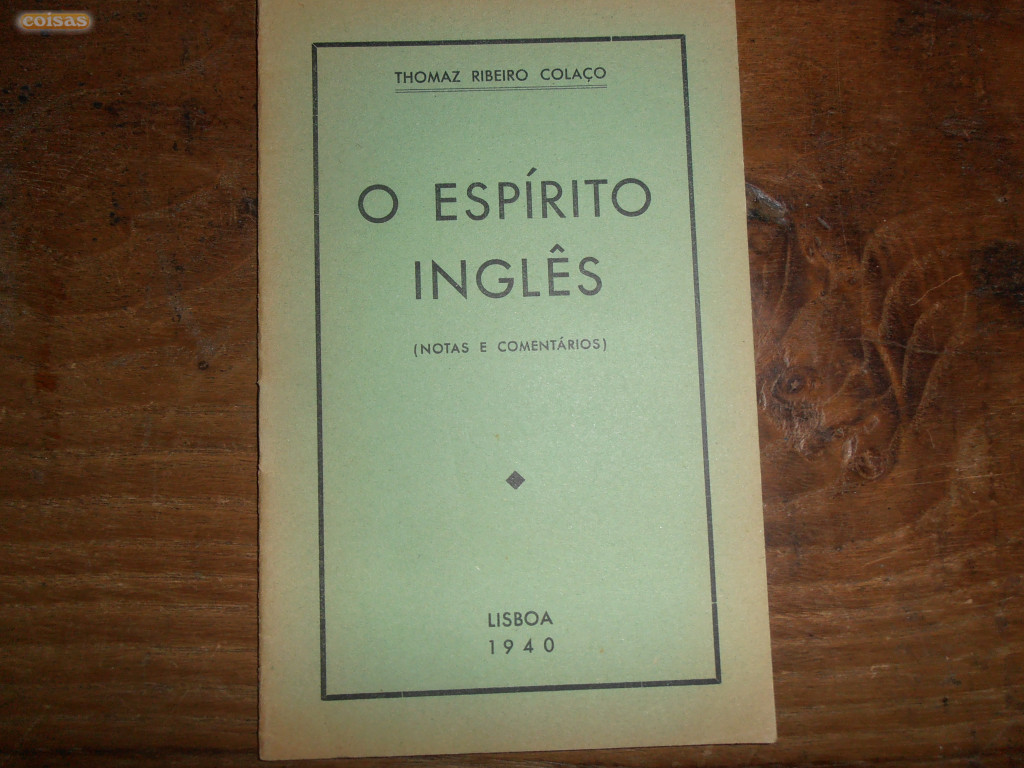 coisas
THOMAZ RIBEIRO COLAÇO
O ESPÍRITO
INGLÊS
(NOTAS E COMENTÁRIOS)
LISBOA
1940